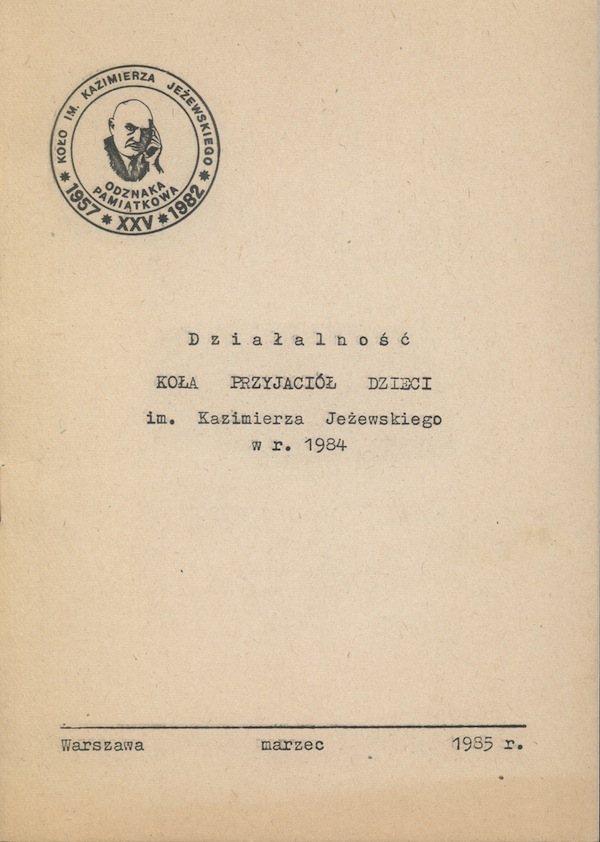 KOŁO IM. KAZIMIERZA JEŻEWSKIEGO
ODZNAKA
PAMIĄTKOWA
* 1957 * XXV * 1982 *
Działalność
KOŁA PRZYJACIÓŁ DZIECI
im. Kazimierza Jeżewskiego
w r. 1984
Warszawa marzec 1985 r.